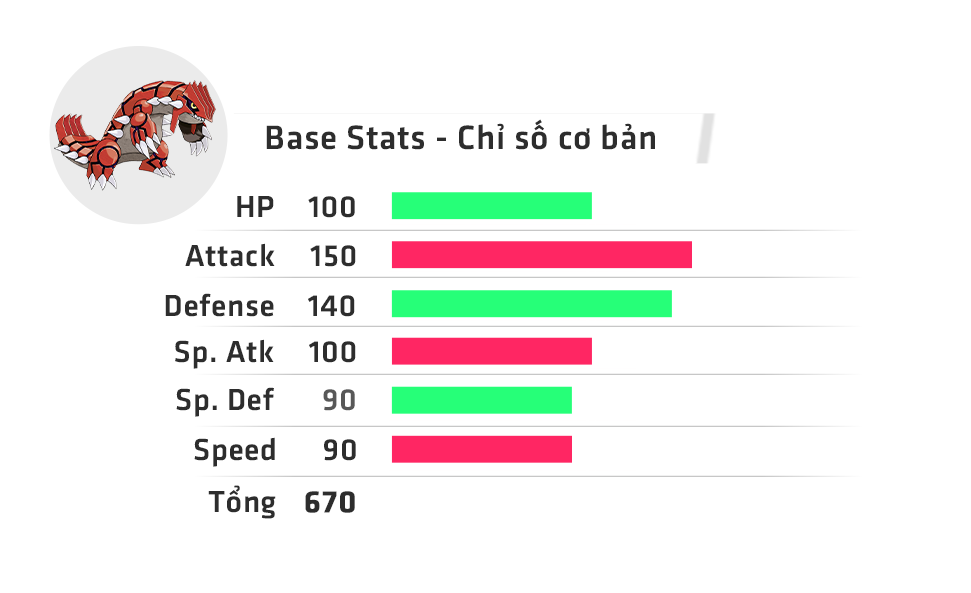 Base Stats - Chỉ số cơ bản
HP 100
Attack 150
Defense 140
Sp. Atk 100
Sp. Def 90
Speed 90
Tổng 670